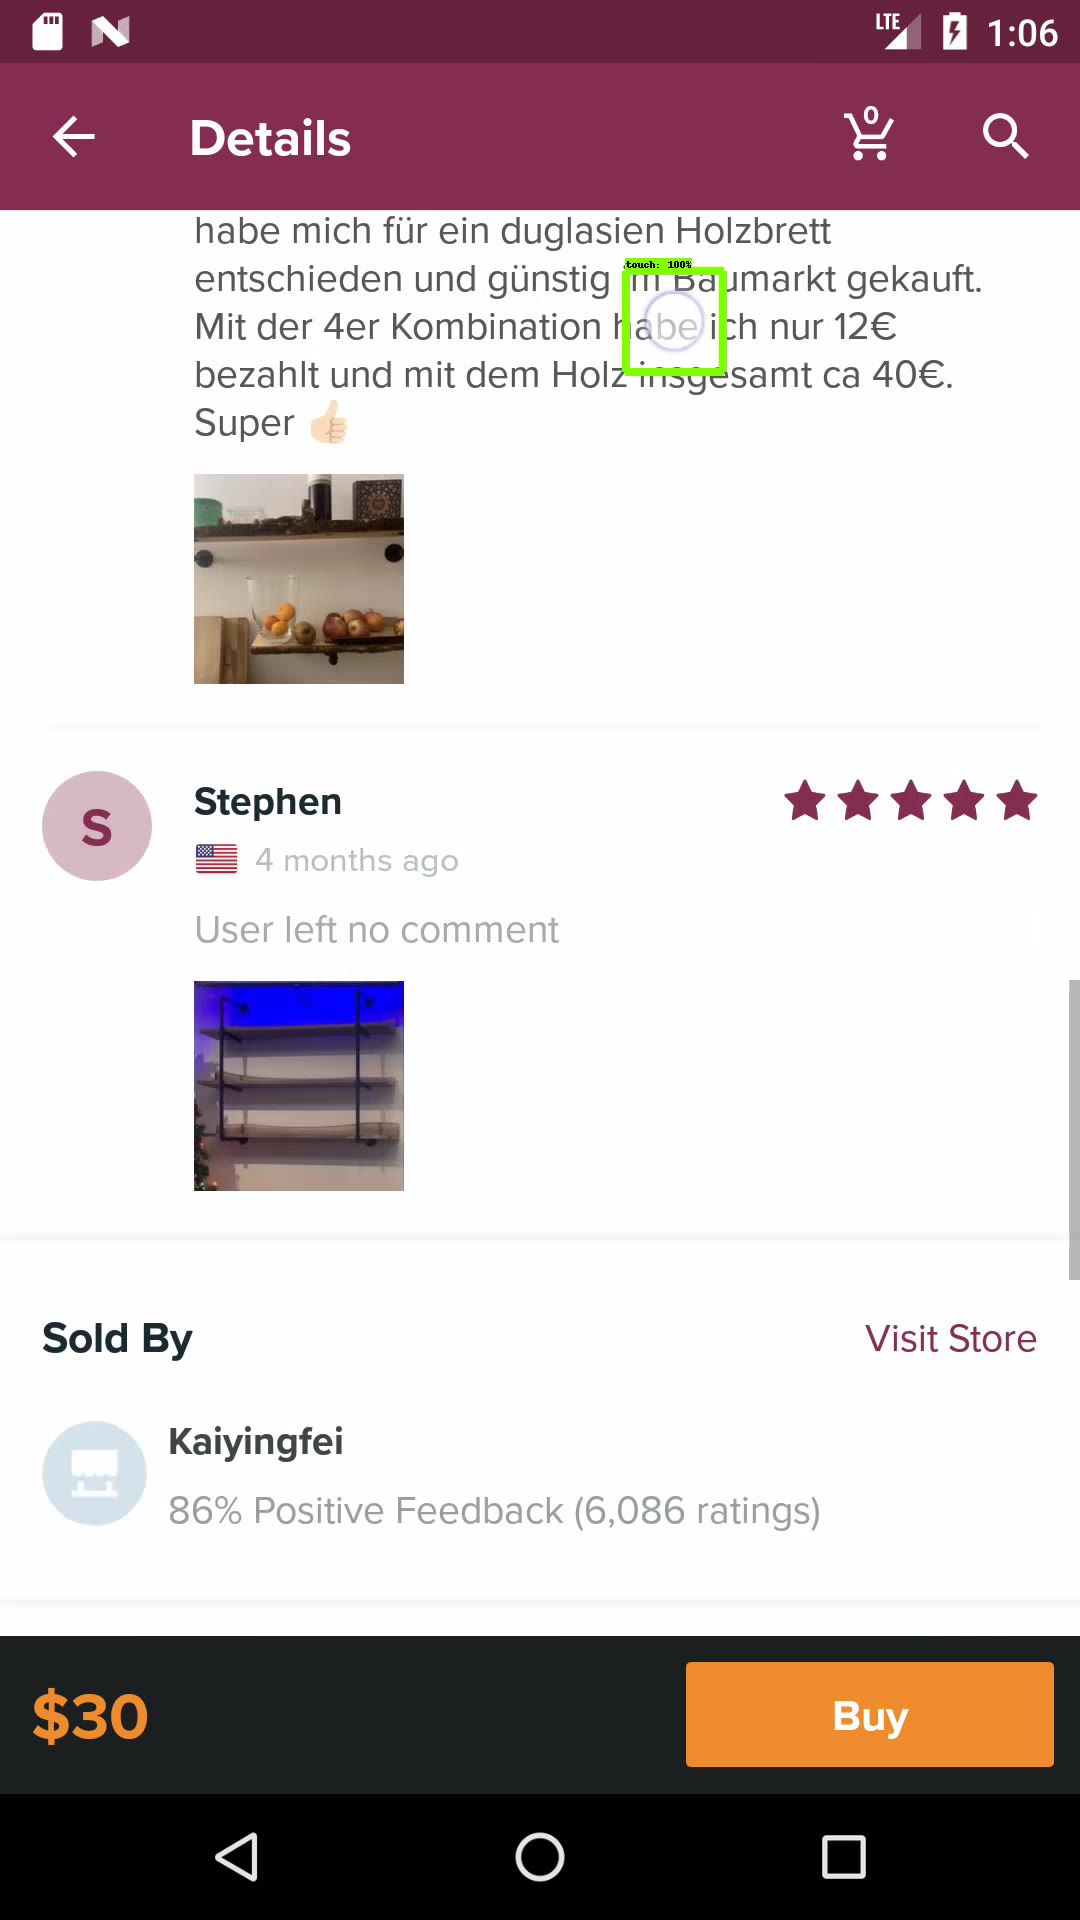 LTE 1:06
Details
0
habe mich für ein duglasien Holzbrett
entschieden und günstig im Baumarkt gekauft.
touch: 100%
Mit der 4er Kombination habe ich nur 12€
bezahlt und mit dem Holz insgesamt ca 40€.
Super 👍🏻
S
Stephen
4 months ago
User left no comment
Sold By
Visit Store
Kaiyingfei
86% Positive Feedback (6,086 ratings)
$30
Buy